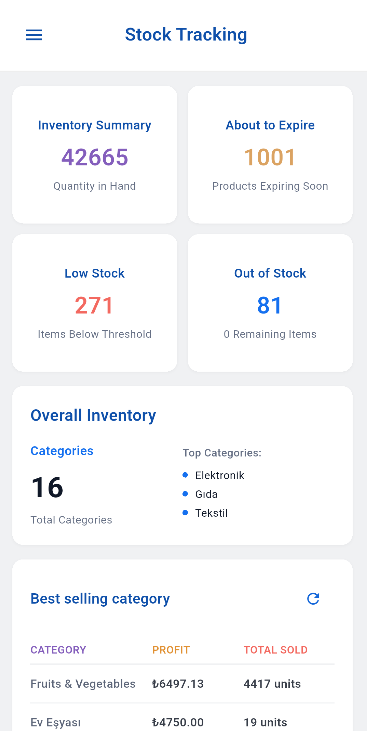 Stock Tracking
Inventory Summary
42665
Quantity in Hand
About to Expire
1001
Products Expiring Soon
Low Stock
271
Items Below Threshold
Out of Stock
81
0 Remaining Items
Overall Inventory
Categories
16
Total Categories
Top Categories:
Elektronik
Gıda
Tekstil
Best selling category
CATEGORY PROFIT TOTAL SOLD
Fruits & Vegetables ₺6497.13 4417 units
Ev Eşyası ₺4750.00 19 units